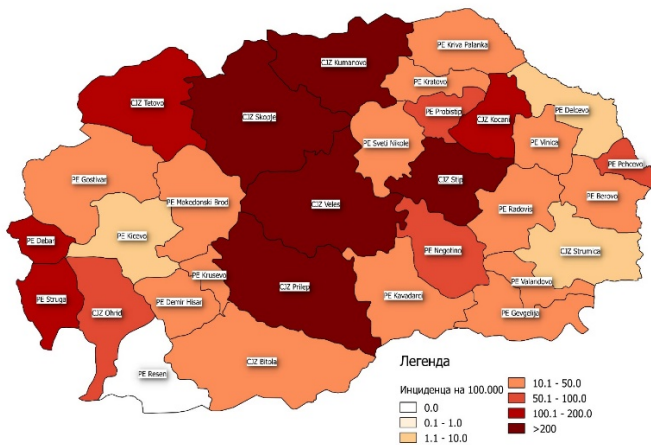 PE Kriva Palanka
CJZ Kumanovo
PE Kratovo
CJZ Tetovo
PE Delcevo
PE Probistip
CJZ Skopje
CJZ Kocani
PE Sveti Nikole
PE Vinica
PE Pehcevo
PE Gostivar
CJZ Stip
PE Berovo
PE Makedonski Brod
CJZ Veles
PE Radovis
PE Kicevo
PE Debar
PE Negotino
CJZ Strumica
PE Krusevo
PE Valandovo
CJZ Prilep
PE Struga
PE Demir Hisar
PE Kavadarci
PE Gevgelija
CJZ Ohrid
CJZ Bitola
PE Resen
Легенда
Инциденца на 100.000
0.0
0.1 - 1.0
1.1 - 10.0
10.1 - 50.0
50.1 - 100.0
100.1 - 200.0
>200